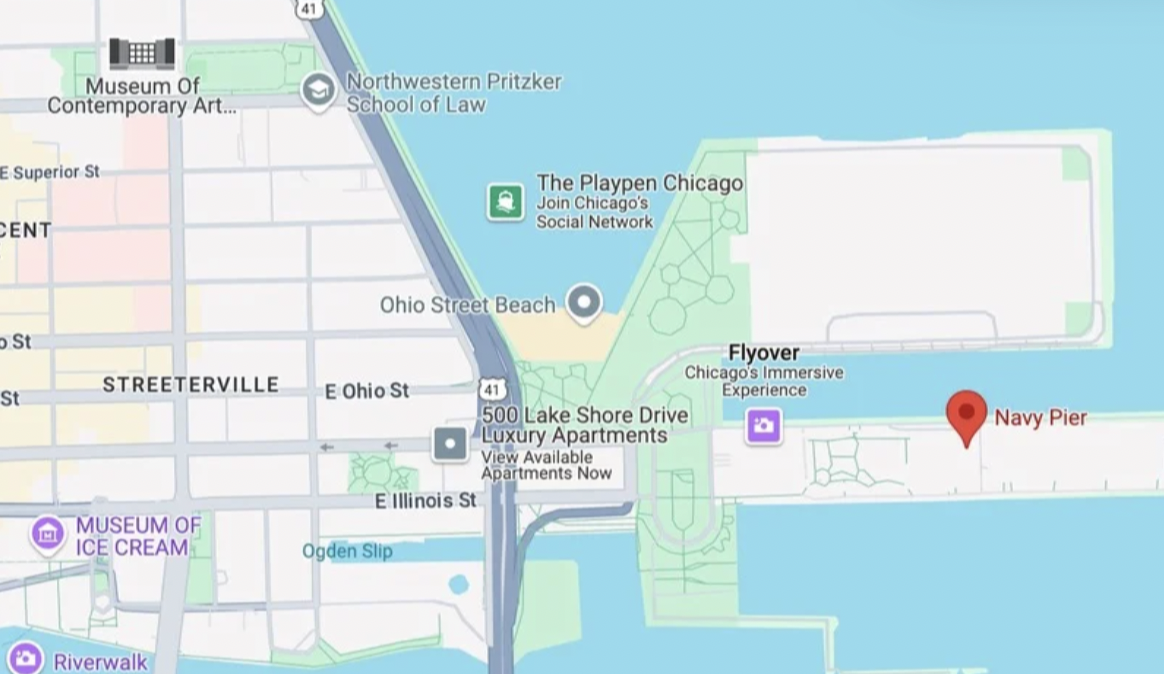 41
Museum Of
Contemporary Art...
Northwestern Pritzker
School of Law
E Superior St
The Playpen Chicago
Join Chicago's
Social Network
CENT
Ohio Street Beach
o St
Flyover
Chicago's Immersive
Experience
STREETERVILLE
E Ohio St
41
St
500 Lake Shore Drive
Luxury Apartments
View Available
Apartments Now
Navy Pier
E Illinois St
MUSEUM OF
ICE CREAM
Ogden Slip
Riverwalk